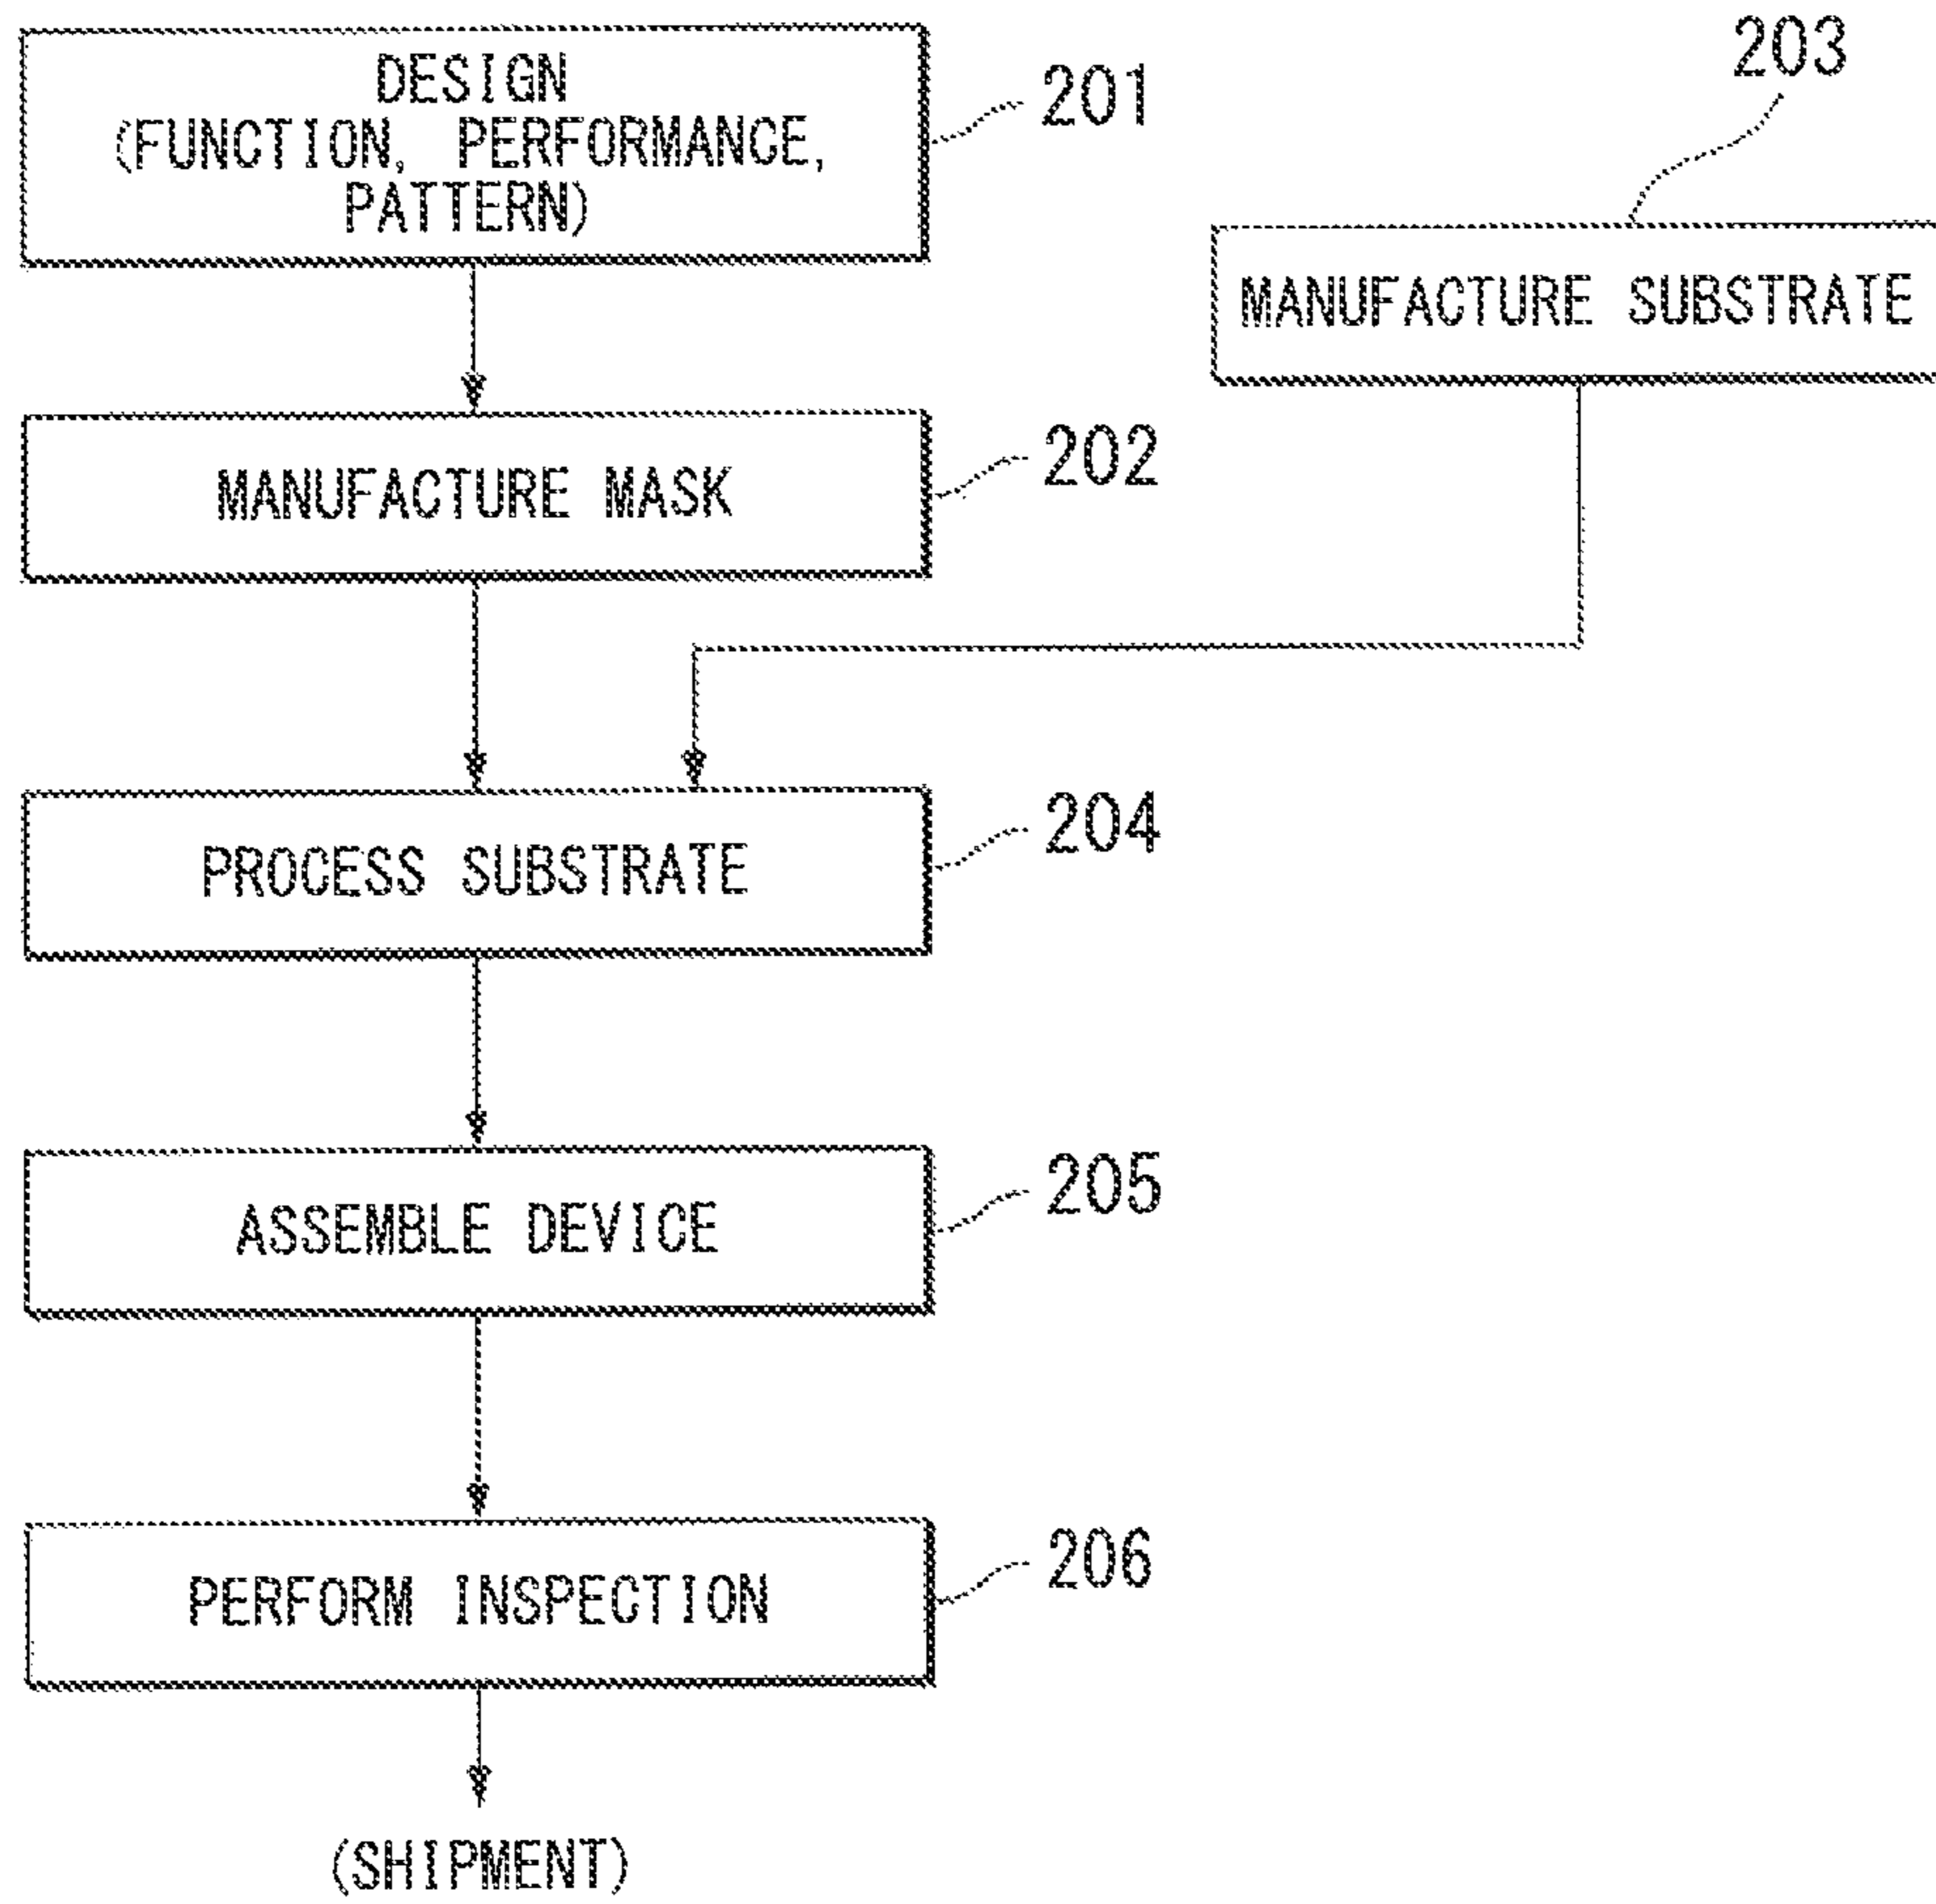 DESIGN
(FUNCTION, PERFORMANCE,
PATTERN)
201
203
MANUFACTURE SUBSTRATE
MANUFACTURE MASK
202
PROCESS SUBSTRATE
204
ASSEMBLE DEVICE
205
PERFORM INSPECTION
206
(SHIPMENT)